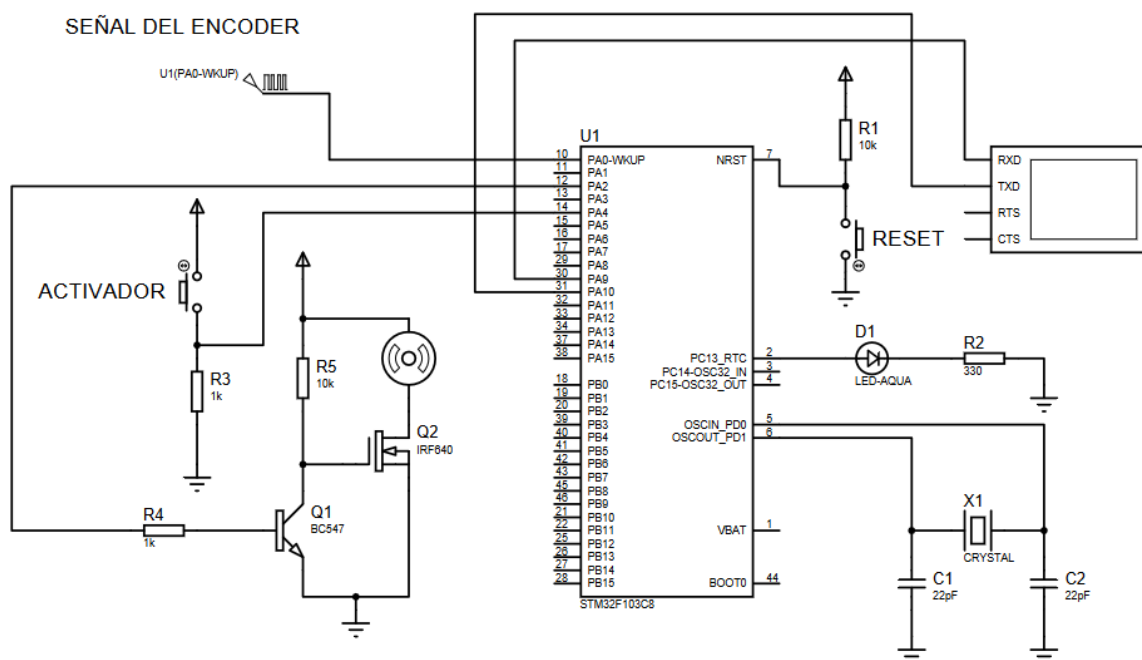 SEÑAL DEL ENCODER
U1(PA0-WKUP)
U1
10 PA0-WKUP
11 PA1
12 PA2
13 PA3
14 PA4
15 PA5
16 PA6
17 PA7
29 PA8
30 PA9
31 PA10
32 PA11
33 PA12
34 PA13
37 PA14
38 PA15
18 PB0
19 PB1
20 PB2
39 PB3
40 PB4
41 PB5
42 PB6
43 PB7
45 PB8
46 PB9
21 PB10
22 PB11
25 PB12
26 PB13
27 PB14
28 PB15
NRST 7
PC13_RTC 2
PC14-OSC32_IN 3
PC15-OSC32_OUT 4
OSCIN_PD0 5
OSCOUT_PD1 6
VBAT 1
BOOT0 44
STM32F103C8
R1
10k
RESET
RXD
TXD
RTS
CTS
ACTIVADOR
R3
1k
R5
10k
Q2
IRF640
Q1
BC547
R4
1k
D1
LED-AQUA
R2
330
X1
CRYSTAL
C1
22pF
C2
22pF